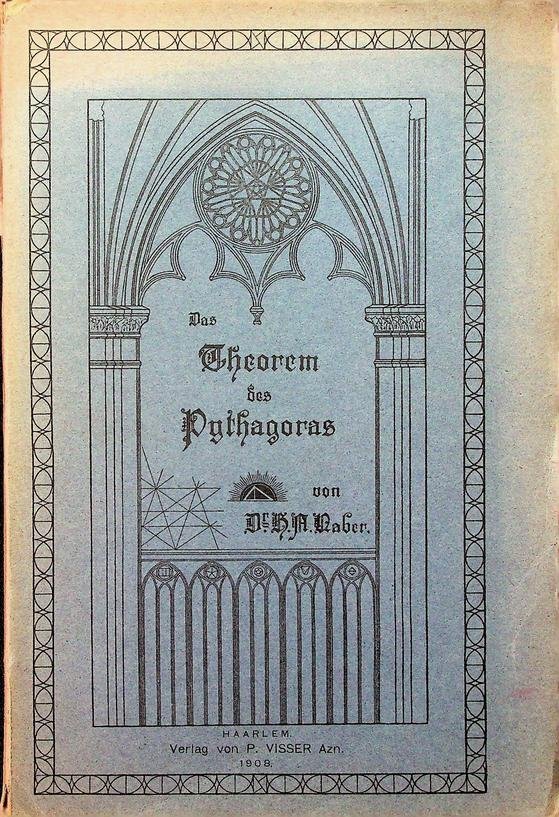 Das
Theorem
des
Pythagoras
von
Dr. H. A. Naber.
HAARLEM.
Verlag von P. VISSER Azn.
1908.